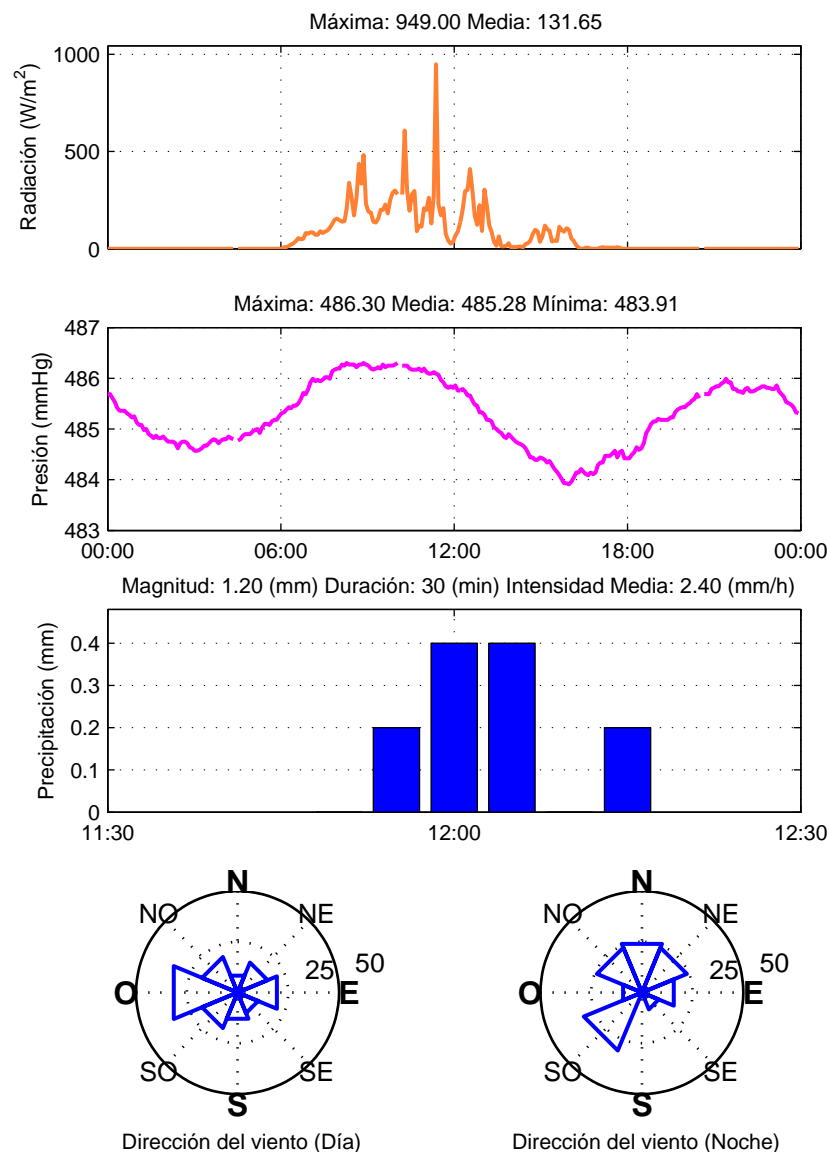 Máxima: 949.00 Media: 131.65
1000
500
0
Radiación (W/m²)
Máxima: 486.30 Media: 485.28 Mínima: 483.91
487
486
485
484
483
Presión (mmHg)
00:00 06:00 12:00 18:00 00:00
Magnitud: 1.20 (mm) Duración: 30 (min) Intensidad Media: 2.40 (mm/h)
0.4
0.3
0.2
0.1
0
Precipitación (mm)
11:30 12:00 12:30
N
NO NE
25 50
O E
SO SE
S
Dirección del viento (Día)
N
NO NE
25 50
O E
SO SE
S
Dirección del viento (Noche)